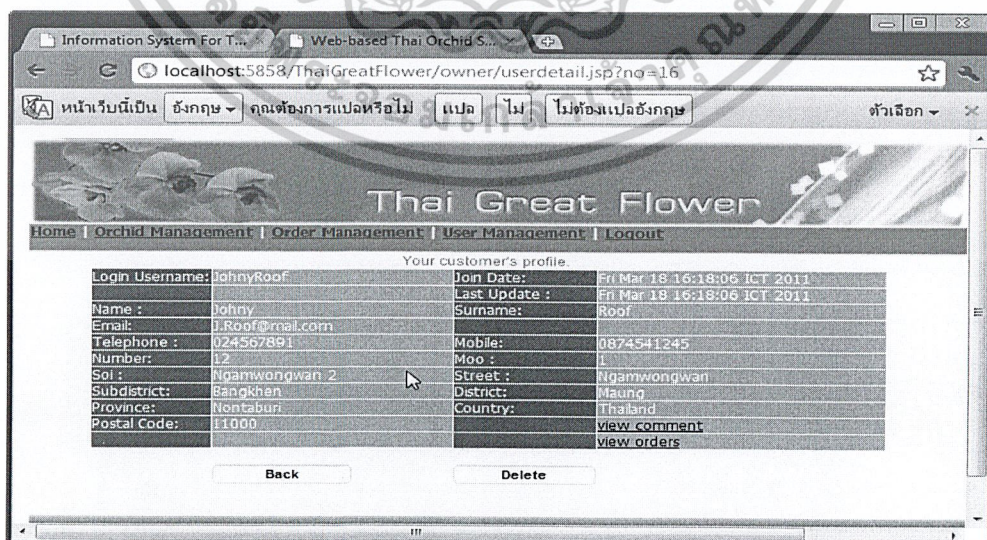 Information System For T...
Web-based Thai Orchid S...
localhost:5858/ThaiGreatFlower/owner/userdetail.jsp?no=16
หน้าเว็บนี้เป็น อังกฤษ คุณต้องการแปลหรือไม่ แปล ไม่ ไม่ต้องแปลอังกฤษ ตัวเลือก
Thai Great Flower
Home | Orchid Management | Order Management | User Management | Logout
Your customer's profile.
Login Username: JohnyRoof Join Date: Fri Mar 18 16:18:06 ICT 2011
Last Update : Fri Mar 18 16:18:06 ICT 2011
Name : Johny Surname: Roof
Email: J.Roof@mail.com
Telephone : 024567891 Mobile: 0874541245
Number: 12 Moo : 1
Soi : Ngamwongwan 2 Street : Ngamwongwan
Subdistrict: Bangkhen District: Maung
Province: Nontaburi Country: Thailand
Postal Code: 11000 view comment
view orders
Back Delete